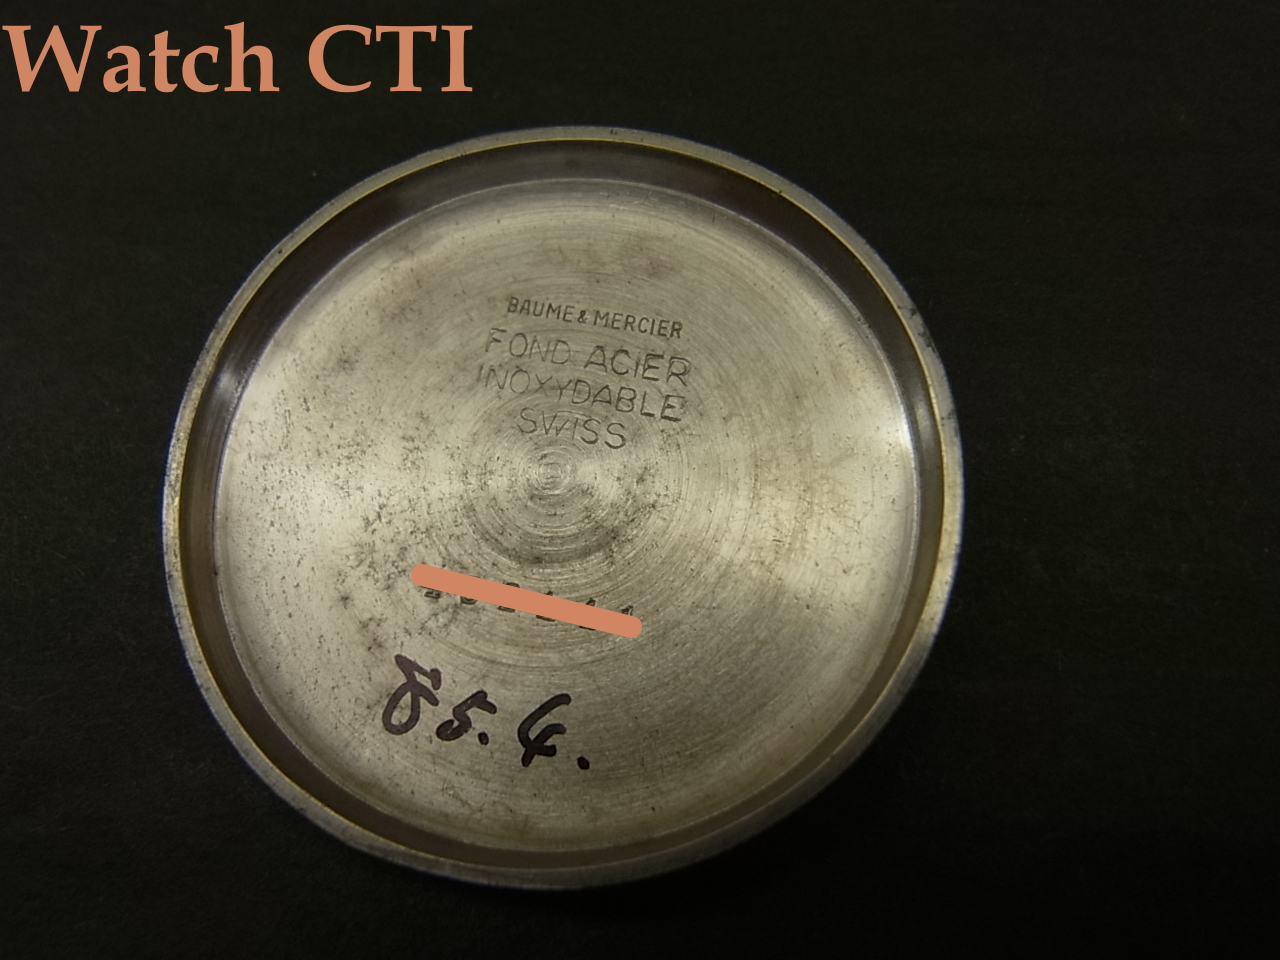 Watch CTI
BAUME & MERCIER
FOND ACIER
INOXYDABLE
SWISS
85.4.